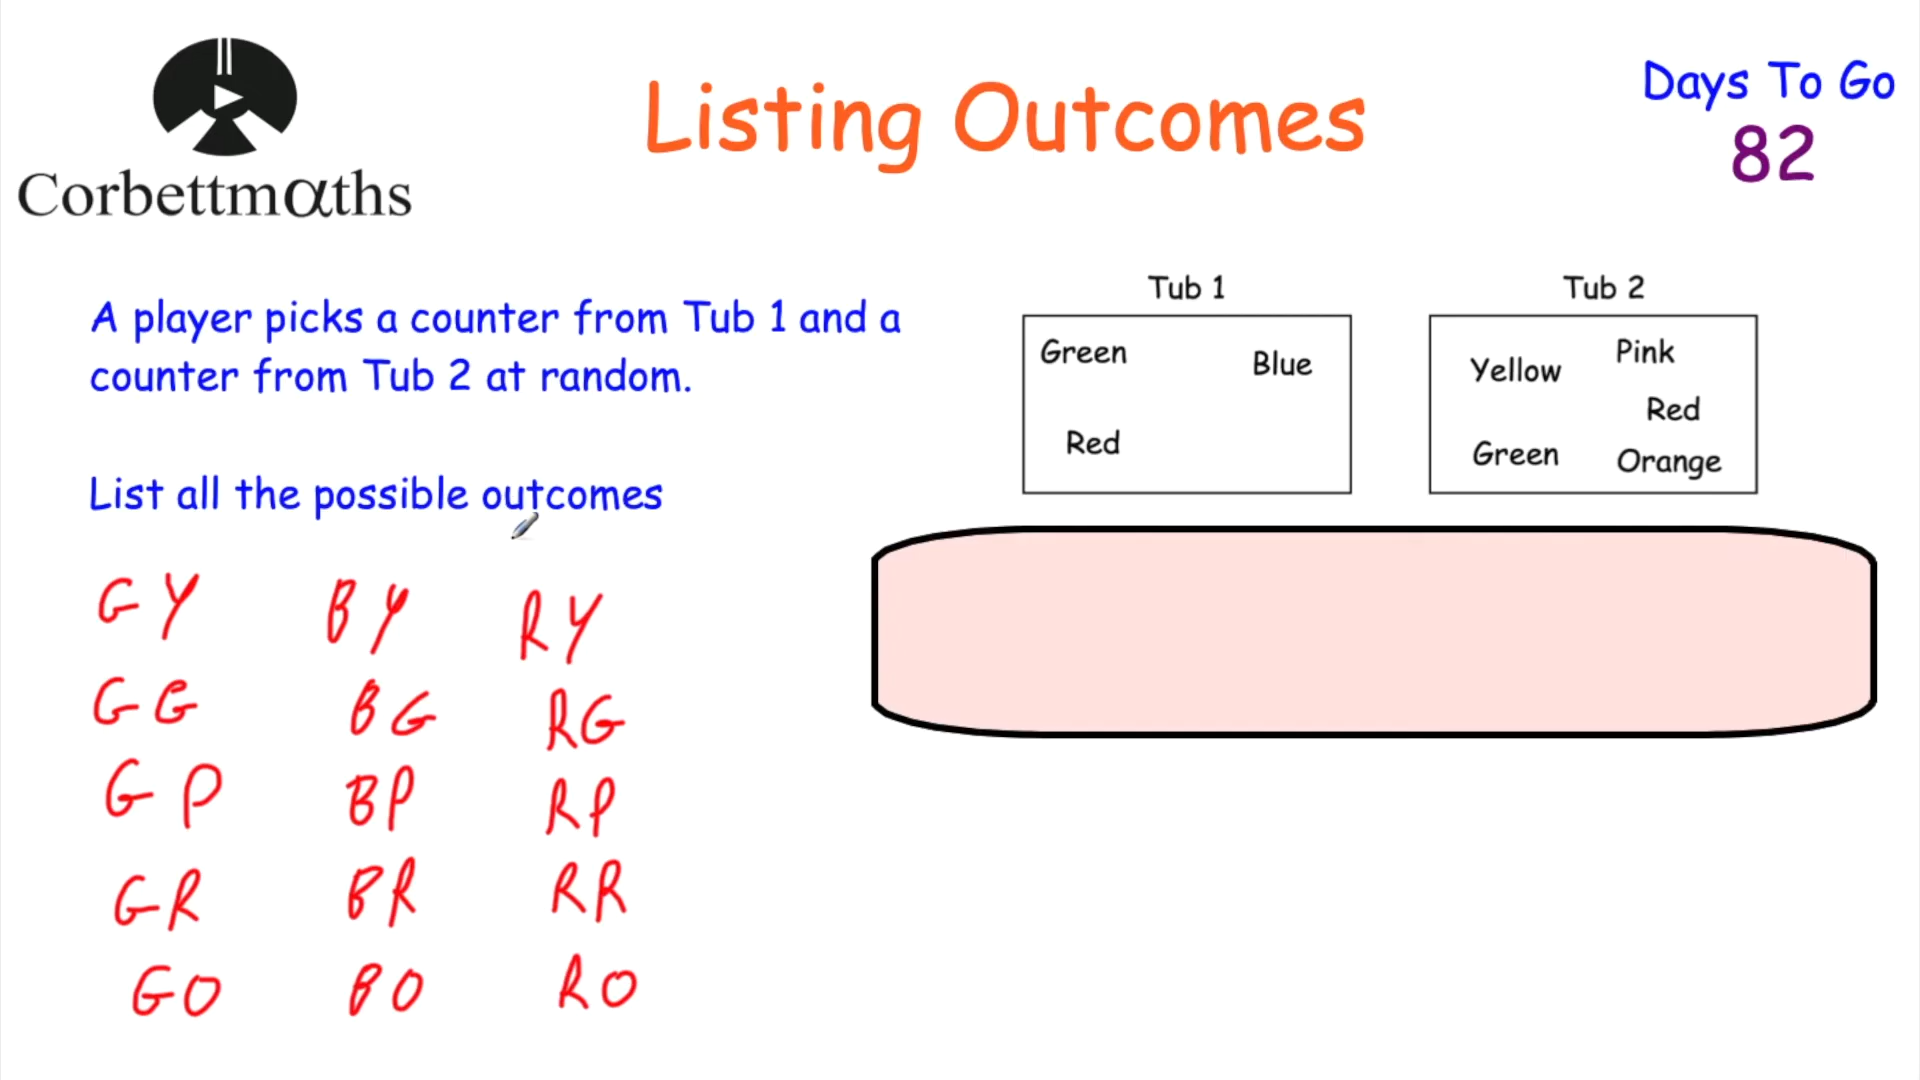 Corbettmαths
Listing Outcomes
Days To Go
82
A player picks a counter from Tub 1 and a
counter from Tub 2 at random.
List all the possible outcomes
Tub 1
Green
Blue
Red
Tub 2
Yellow
Pink
Red
Green
Orange
GY BY RY
GG BG RG
GP BP RP
GR BR RR
GO BO RO